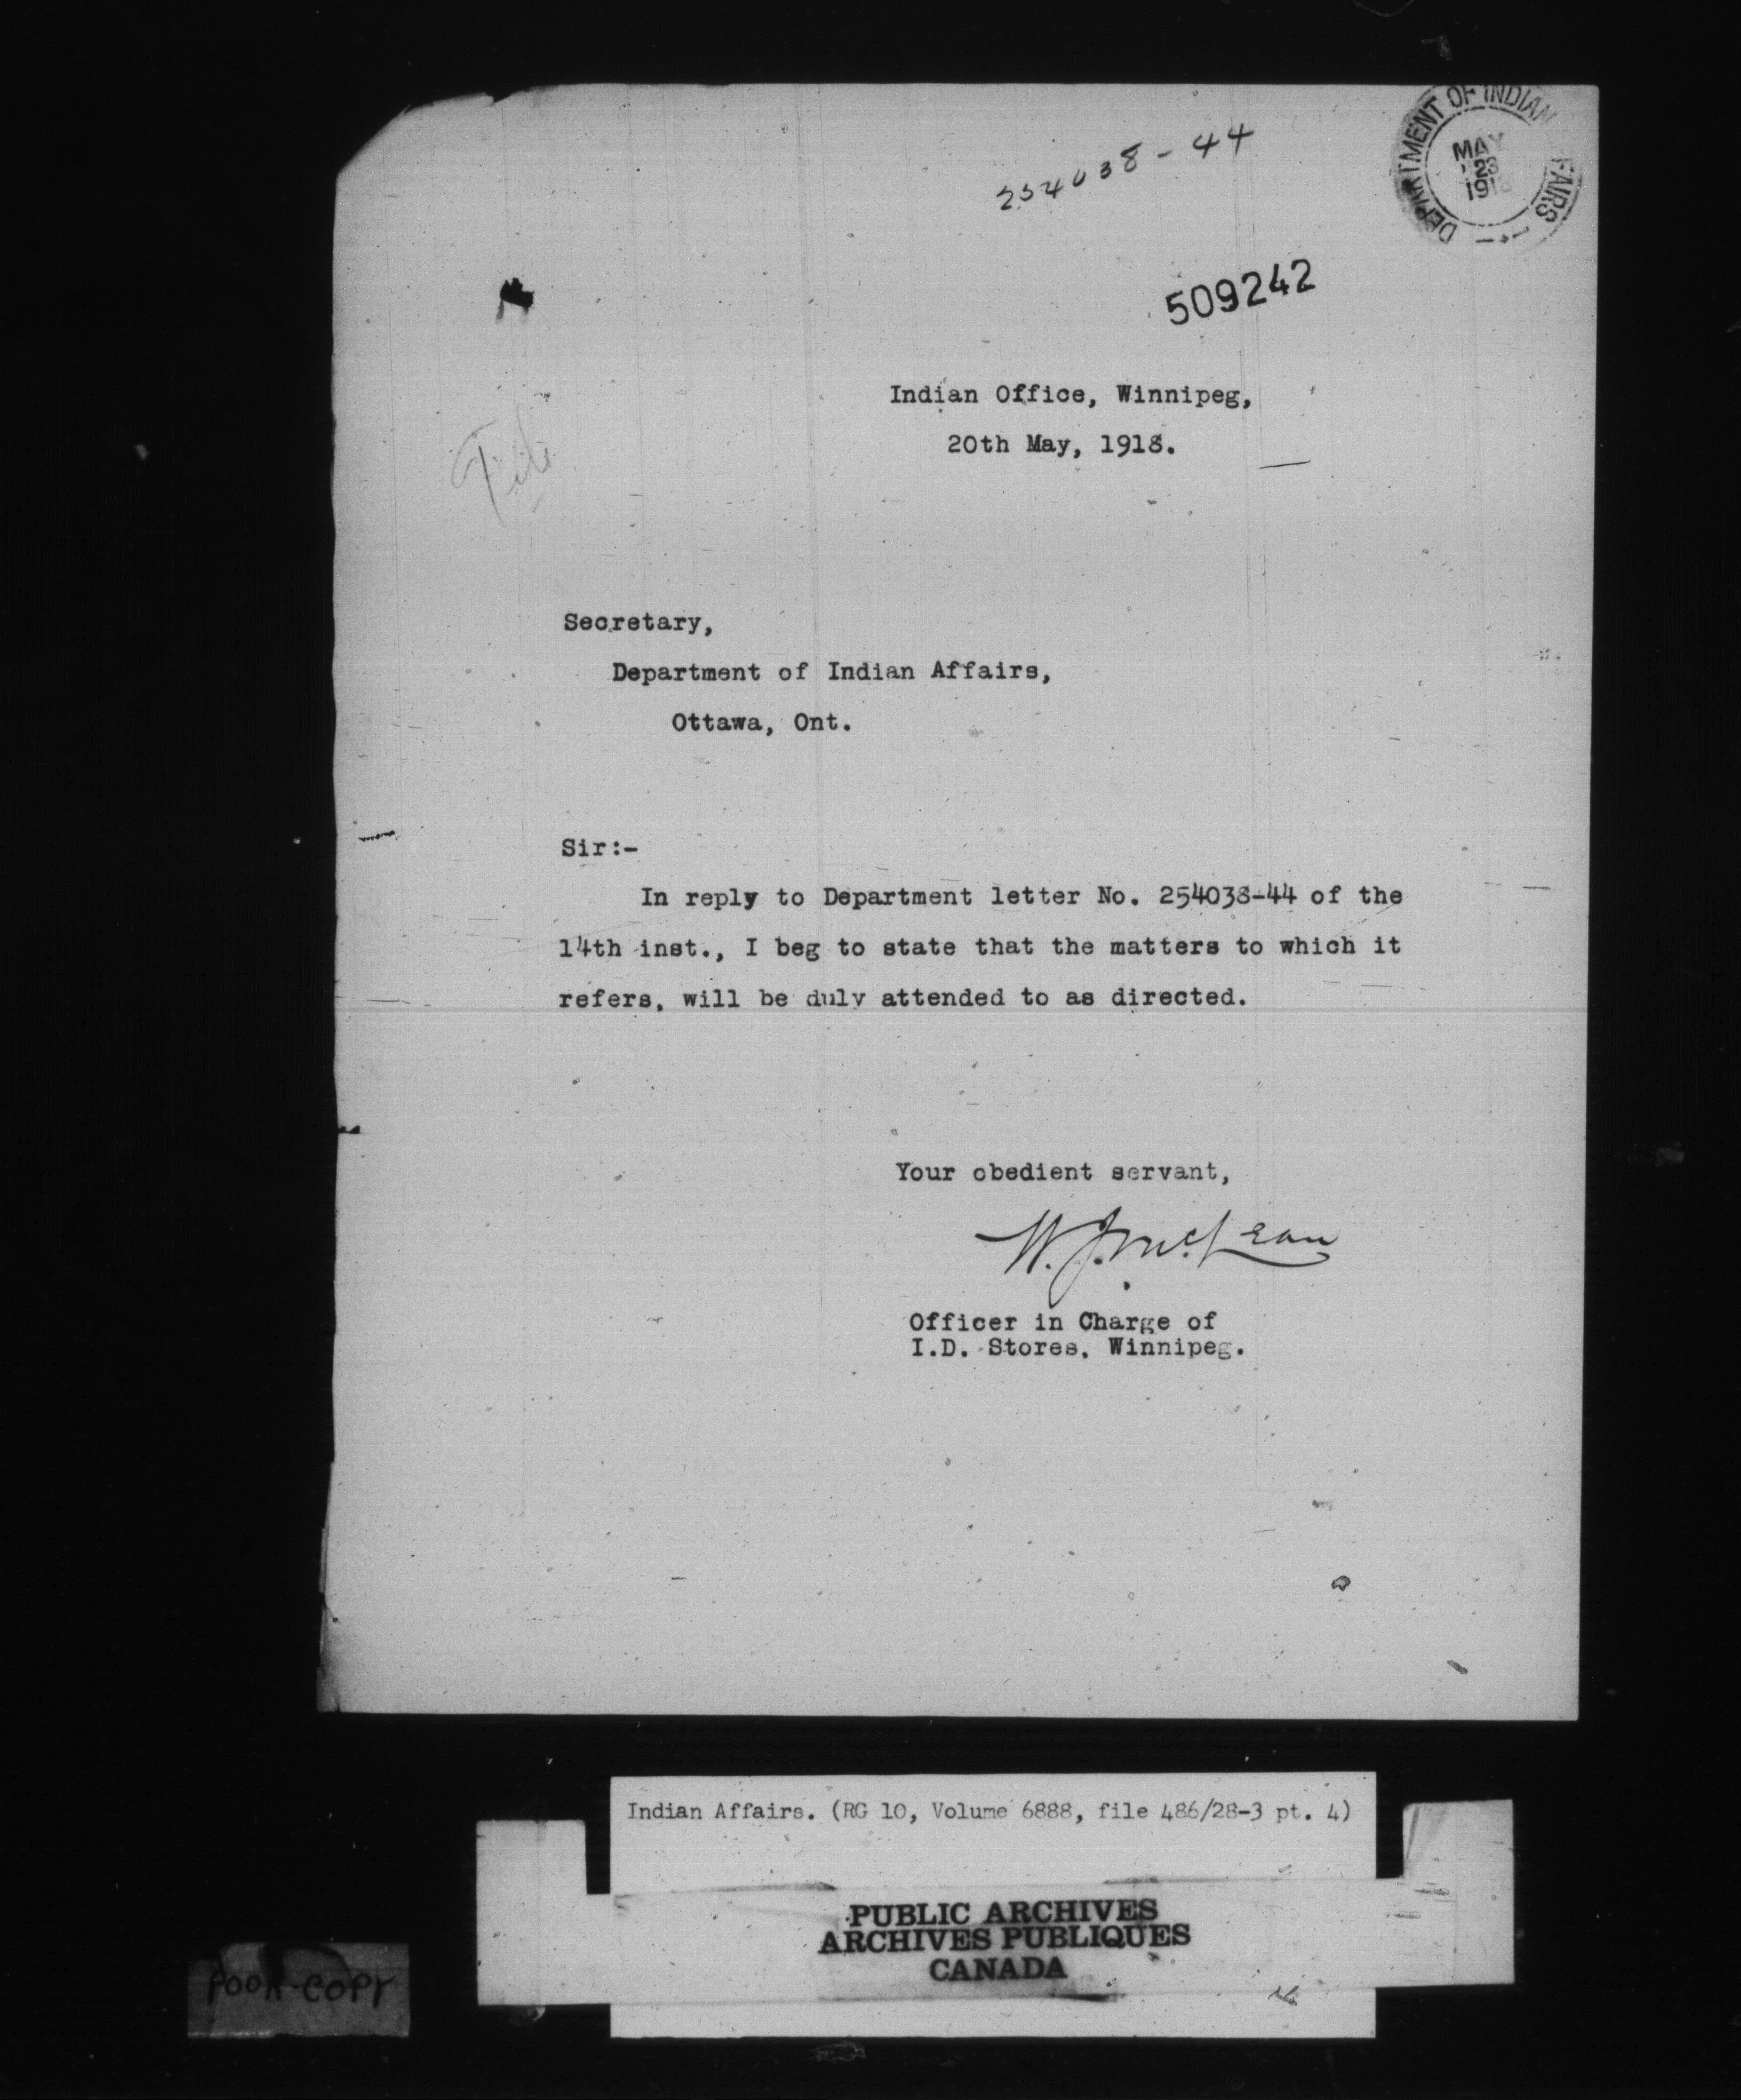 254038-44
DEPARTMENT OF INDIAN AFFAIRS
MAY
23
1918
509242
Indian Office, Winnipeg,
20th May, 1918.
File
Secretary,
Department of Indian Affairs,
Ottawa, Ont.
Sir:-
In reply to Department letter No. 254038-44 of the
14th inst., I beg to state that the matters to which it
refers, will be duly attended to as directed.
Your obedient servant,
W. J. McLean
Officer in Charge of
I.D. Stores, Winnipeg.
Indian Affairs. (RG 10, Volume 6888, file 486/28-3 pt. 4)
PUBLIC ARCHIVES
ARCHIVES PUBLIQUES
CANADA
POOR COPY